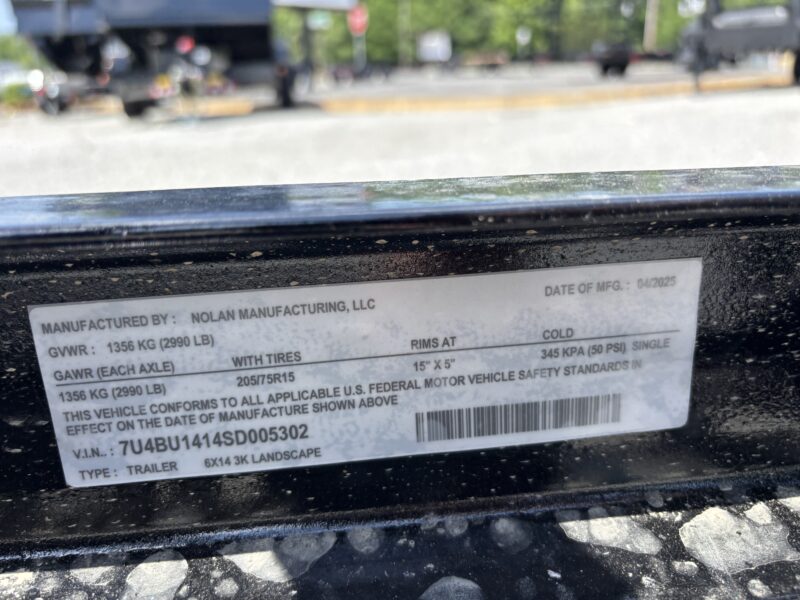 MANUFACTURED BY : NOLAN MANUFACTURING, LLC DATE OF MFG. : 04/2025
GVWR : 1356 KG (2990 LB)
GAWR (EACH AXLE) WITH TIRES RIMS AT COLD
1356 KG (2990 LB) 205/75R15 15" X 5" 345 KPA (50 PSI) SINGLE
THIS VEHICLE CONFORMS TO ALL APPLICABLE U.S. FEDERAL MOTOR VEHICLE SAFETY STANDARDS IN
EFFECT ON THE DATE OF MANUFACTURE SHOWN ABOVE
V.I.N.. : 7U4BU1414SD005302
TYPE : TRAILER 6X14 3K LANDSCAPE